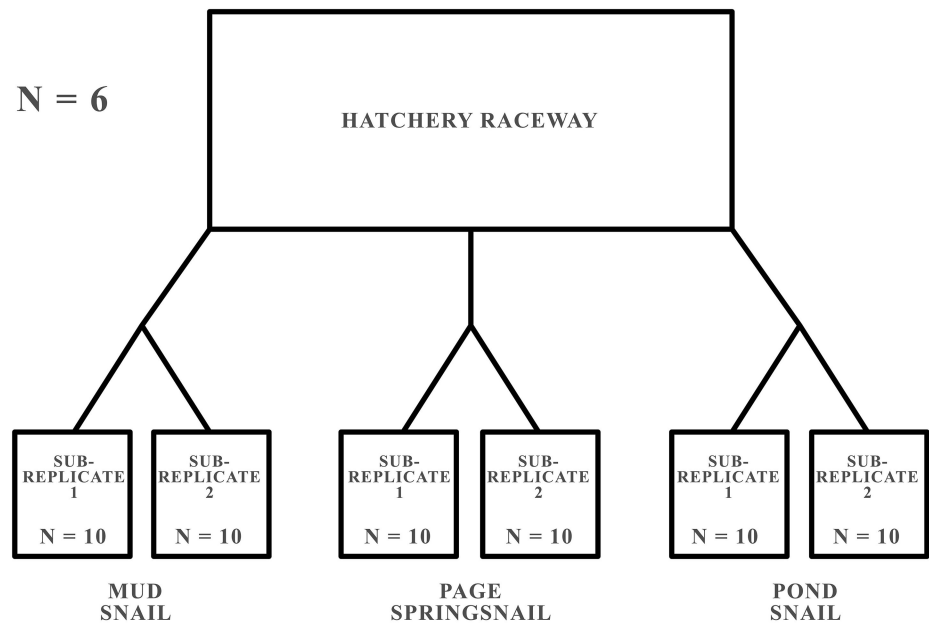 N = 6
HATCHERY RACEWAY
SUB-
REPLICATE
1
N = 10
SUB-
REPLICATE
2
N = 10
SUB-
REPLICATE
1
N = 10
SUB-
REPLICATE
2
N = 10
SUB-
REPLICATE
1
N = 10
SUB-
REPLICATE
2
N = 10
MUD
SNAIL
PAGE
SPRINGSNAIL
POND
SNAIL